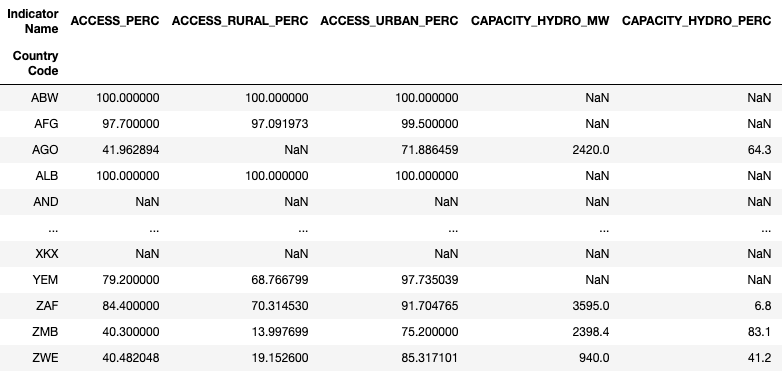 Indicator Name ACCESS_PERC ACCESS_RURAL_PERC ACCESS_URBAN_PERC CAPACITY_HYDRO_MW CAPACITY_HYDRO_PERC
Country Code
ABW 100.000000 100.000000 100.000000 NaN NaN
AFG 97.700000 97.091973 99.500000 NaN NaN
AGO 41.962894 NaN 71.886459 2420.0 64.3
ALB 100.000000 100.000000 100.000000 NaN NaN
AND NaN NaN NaN NaN NaN
... ... ... ... ... ...
XKX NaN NaN NaN NaN NaN
YEM 79.200000 68.766799 97.735039 NaN NaN
ZAF 84.400000 70.314530 91.704765 3595.0 6.8
ZMB 40.300000 13.997699 75.200000 2398.4 83.1
ZWE 40.482048 19.152600 85.317101 940.0 41.2